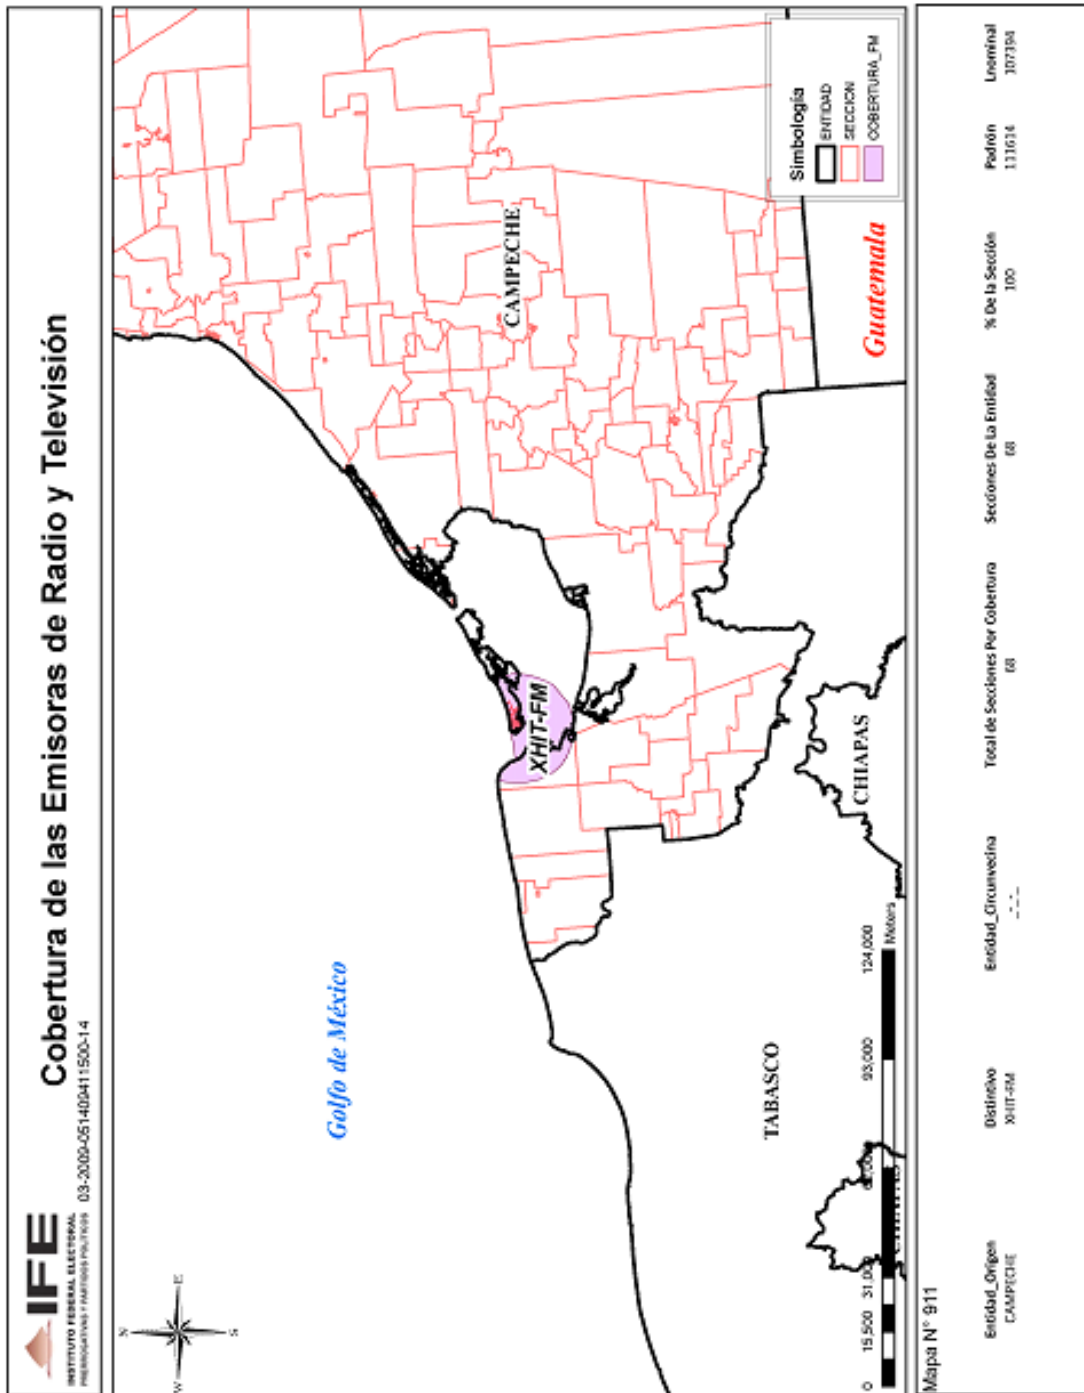 Cobertura de las Emisoras de Radio y Televisión
IFE
INSTITUTO FEDERAL ELECTORAL
PRERROGATIVAS Y PARTIDOS POLITICOS
03-2009-051409411500-14
N
W
E
S
Golfo de México
XHIT-FM
CAMPECHE
TABASCO
CHIAPAS
Guatemala
Simbología
ENTIDAD
SECCION
COBERTURA_FM
0 15,500 31,000 93,000 124,000
Meters
Mapa N° 911
Entidad_Origen Distintivo Entidad_Circunvecina Total de Secciones Por Cobertura Secciones De La Entidad % De la Sección Padrón Lnominal
CAMPECHE XHIT-FM - - - 68 68 100 111614 107394